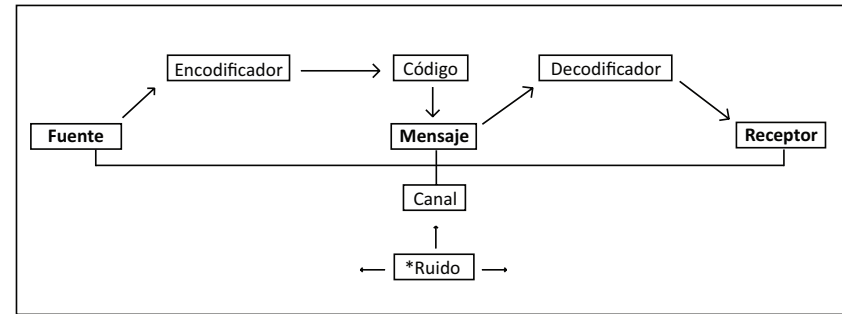 Encodificador
Código
Decodificador
Fuente
Mensaje
Receptor
Canal
*Ruido